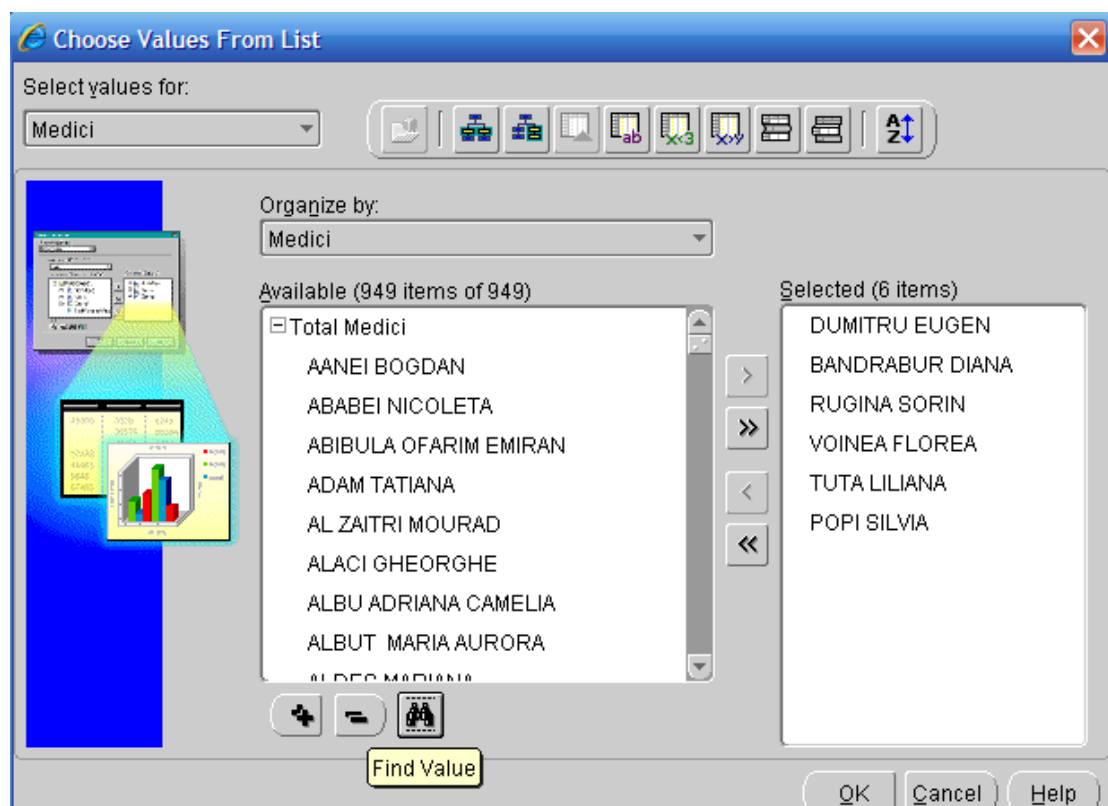 Choose Values From List
Select values for:
Medici
ab
x<3
x>y
A
Z
Organize by:
Medici
Available (949 items of 949)
Total Medici
AANEI BOGDAN
ABABEI NICOLETA
ABIBULA OFARIM EMIRAN
ADAM TATIANA
AL ZAITRI MOURAD
ALACI GHEORGHE
ALBU ADRIANA CAMELIA
ALBUT MARIA AURORA
Selected (6 items)
DUMITRU EUGEN
BANDRABUR DIANA
RUGINA SORIN
VOINEA FLOREA
TUTA LILIANA
POPI SILVIA
Find Value
OK
Cancel
Help